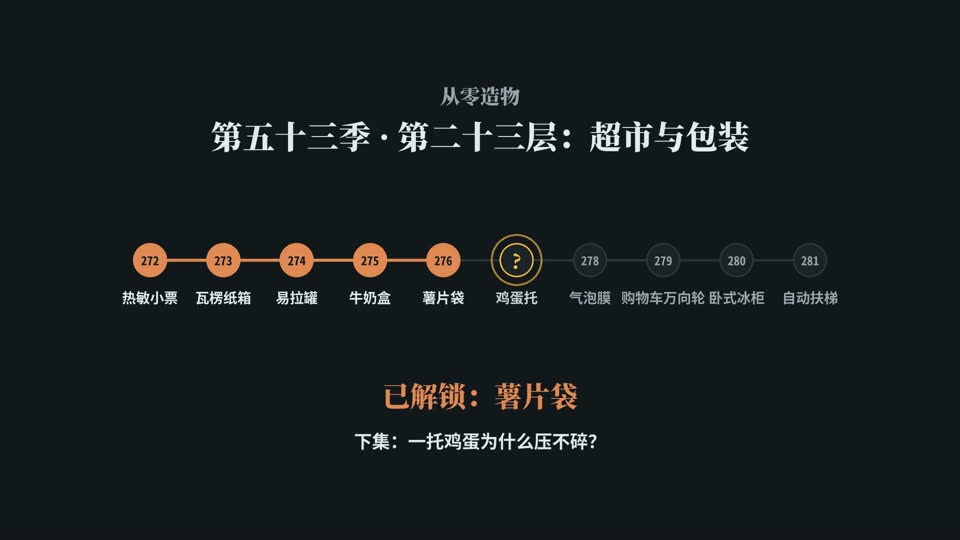 从零造物
第五十三季 · 第二十三层：超市与包装
272 273 274 275 276 ? 278 279 280 281
热敏小票 瓦楞纸箱 易拉罐 牛奶盒 薯片袋 鸡蛋托 气泡膜 购物车万向轮 卧式冰柜 自动扶梯
已解锁：薯片袋
下集：一托鸡蛋为什么压不碎？